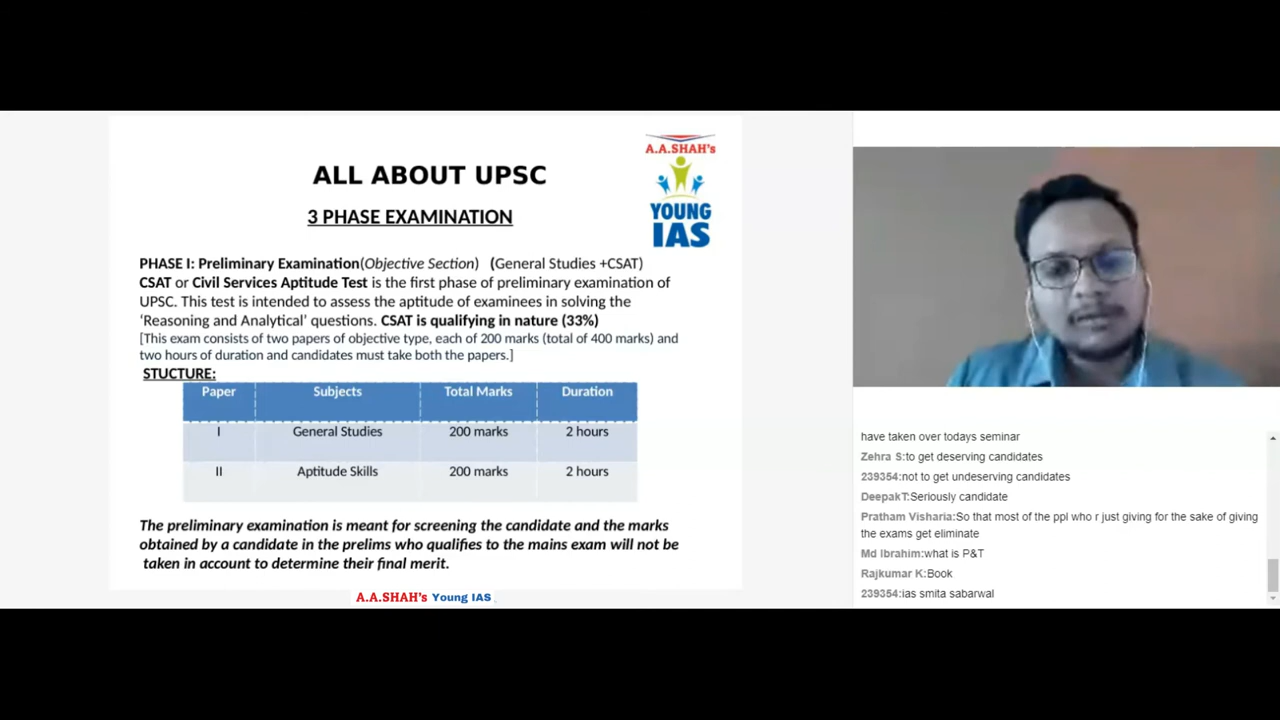 A.A.SHAH's
YOUNG
IAS
ALL ABOUT UPSC
3 PHASE EXAMINATION
PHASE I: Preliminary Examination(Objective Section) (General Studies +CSAT)
CSAT or Civil Services Aptitude Test is the first phase of preliminary examination of
UPSC. This test is intended to assess the aptitude of examinees in solving the
‘Reasoning and Analytical’ questions. CSAT is qualifying in nature (33%)
[This exam consists of two papers of objective type, each of 200 marks (total of 400 marks) and
two hours of duration and candidates must take both the papers.]
STUCTURE:
Paper Subjects Total Marks Duration
I General Studies 200 marks 2 hours
II Aptitude Skills 200 marks 2 hours
The preliminary examination is meant for screening the candidate and the marks
obtained by a candidate in the prelims who qualifies to the mains exam will not be
taken in account to determine their final merit.
A.A.SHAH's Young IAS
have taken over todays seminar
Zehra S:to get deserving candidates
239354:not to get undeserving candidates
DeepakT:Seriously candidate
Pratham Visharia:So that most of the ppl who r just giving for the sake of giving
the exams get eliminate
Md Ibrahim:what is P&T
Rajkumar K:Book
239354:ias smita sabarwal